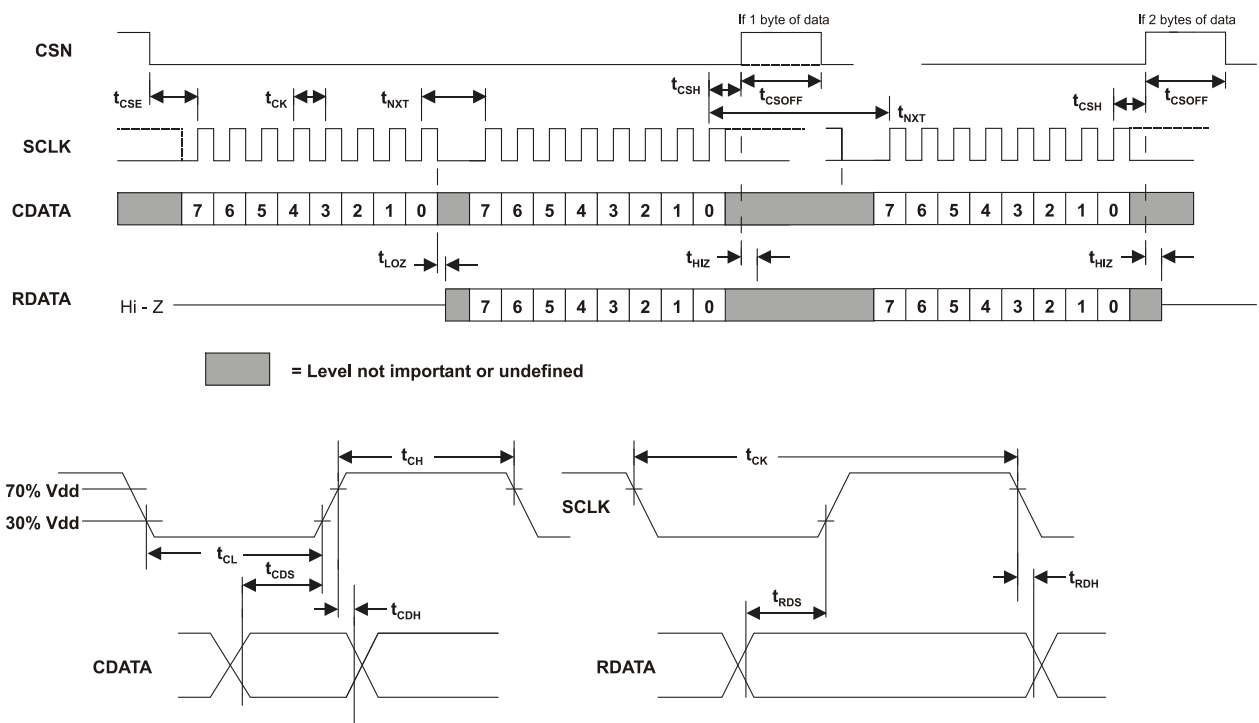 If 1 byte of data
If 2 bytes of data
CSN
tCSE
tCK
tNXT
tCSH
tCSOFF
tNXT
tCSH
tCSOFF
SCLK
CDATA
7 6 5 4 3 2 1 0
7 6 5 4 3 2 1 0
7 6 5 4 3 2 1 0
tLOZ
tHIZ
tHIZ
RDATA
Hi - Z
7 6 5 4 3 2 1 0
7 6 5 4 3 2 1 0
= Level not important or undefined
tCH
tCK
70% Vdd
30% Vdd
SCLK
tCL
tCDS
tCDH
tRDS
tRDH
CDATA
RDATA